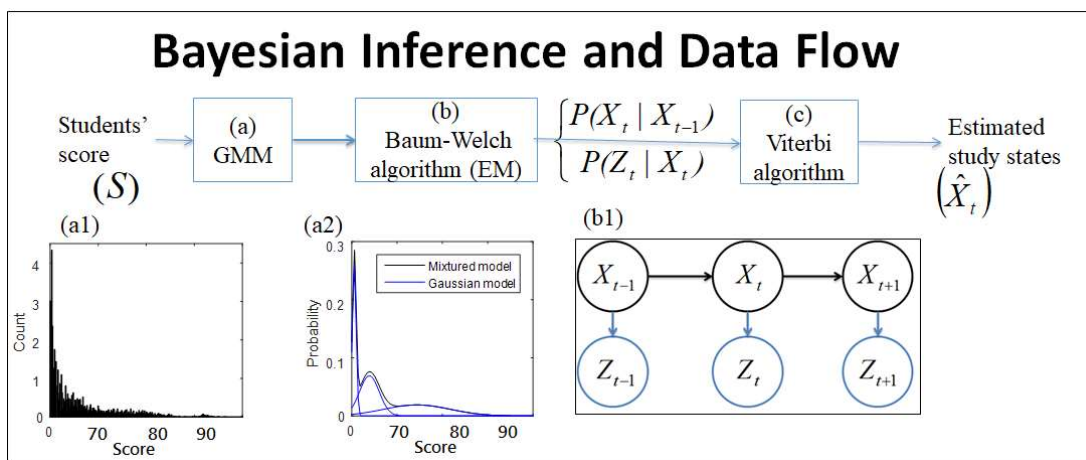 Bayesian Inference and Data Flow
Students'
score
(S)
(a)
GMM
(b)
Baum-Welch
algorithm (EM)
P(X_t | X_{t-1})
P(Z_t | X_t)
(c)
Viterbi
algorithm
Estimated
study states
(X̂_t)
(a1)
Count
4
3
2
1
0
0 70 80 90
Score
(a2)
Probability
0.3
0.2
0.1
0
Mixtured model
Gaussian model
0 70 80 90
Score
(b1)
X_{t-1} X_t X_{t+1}
Z_{t-1} Z_t Z_{t+1}